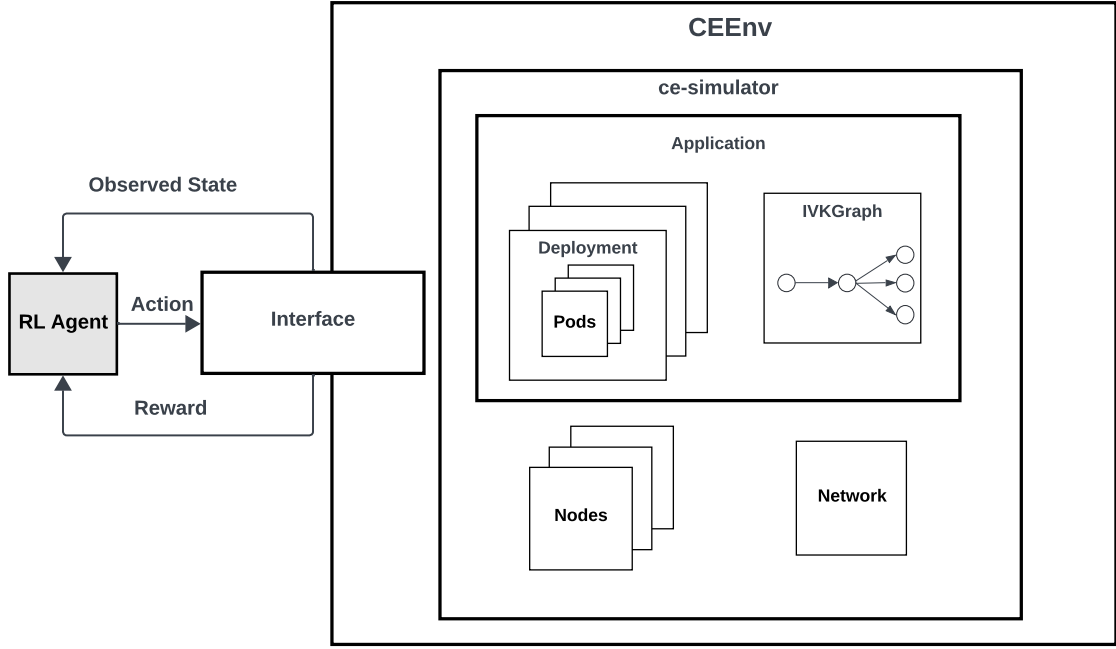 CEEnv
ce-simulator
Application
Observed State
IVKGraph
Deployment
Action
Interface
RL Agent
Pods
Reward
Nodes
Network